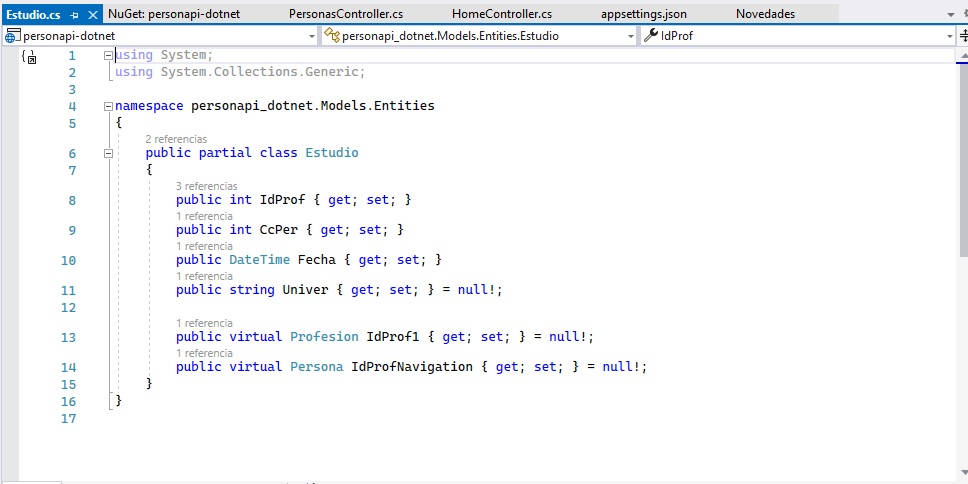 Estudio.cs
NuGet: personapi-dotnet
PersonasController.cs
HomeController.cs
appsettings.json
Novedades
personapi-dotnet
personapi_dotnet.Models.Entities.Estudio
IdProf
1 using System;
2 using System.Collections.Generic;
3
4 namespace personapi_dotnet.Models.Entities
5 {
2 referencias
6 public partial class Estudio
7 {
3 referencias
8 public int IdProf { get; set; }
1 referencia
9 public int CcPer { get; set; }
1 referencia
10 public DateTime Fecha { get; set; }
1 referencia
11 public string Univer { get; set; } = null!;
12
1 referencia
13 public virtual Profesion IdProf1 { get; set; } = null!;
1 referencia
14 public virtual Persona IdProfNavigation { get; set; } = null!;
15 }
16 }
17